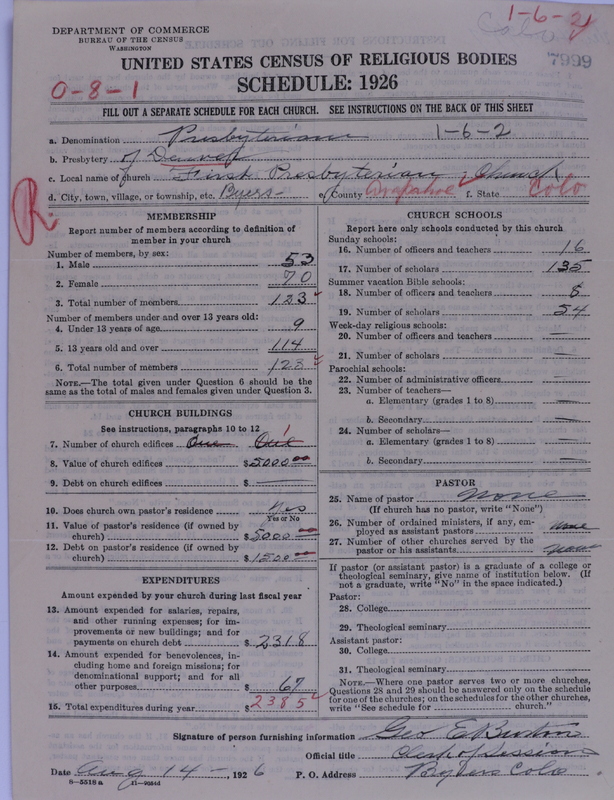 1-6-2
Colo
DEPARTMENT OF COMMERCE
BUREAU OF THE CENSUS
WASHINGTON
7909
UNITED STATES CENSUS OF RELIGIOUS BODIES
SCHEDULE: 1926
0-8-1
FILL OUT A SEPARATE SCHEDULE FOR EACH CHURCH. SEE INSTRUCTIONS ON THE BACK OF THIS SHEET
a. Denomination Presbyterian 1-6-2
b. Presbytery of Denver
c. Local name of church First Presbyterian Church
d. City, town, village, or township, etc. Byers e. County Arapahoe f. State Colo
R
MEMBERSHIP
Report number of members according to definition of member in your church
Number of members, by sex:
1. Male 53
2. Female 70
3. Total number of members 123
Number of members under and over 13 years old:
4. Under 13 years of age 9
5. 13 years old and over 114
6. Total number of members 123
NOTE.—The total given under Question 6 should be the
same as the total of males and females given under Question 3.
CHURCH BUILDINGS
See instructions, paragraphs 10 to 12
7. Number of church edifices One One
8. Value of church edifices $5000.00
9. Debt on church edifices $ —
10. Does church own pastor's residence Yes
Yes or No
11. Value of pastor's residence (if owned by
church) $5000.00
12. Debt on pastor's residence (if owned by
church) $1500.00
EXPENDITURES
Amount expended by your church during last fiscal year
13. Amount expended for salaries, repairs,
and other running expenses; for im-
provements or new buildings; and for
payments on church debt $2318
14. Amount expended for benevolences, in-
cluding home and foreign missions; for
denominational support; and for all
other purposes $67
15. Total expenditures during year $2385
CHURCH SCHOOLS
Report here only schools conducted by this church
Sunday schools:
16. Number of officers and teachers 16
17. Number of scholars 135
Summer vacation Bible schools:
18. Number of officers and teachers 8
19. Number of scholars 54
Week-day religious schools:
20. Number of officers and teachers —
21. Number of scholars —
Parochial schools:
22. Number of administrative officers —
23. Number of teachers—
a. Elementary (grades 1 to 8) —
b. Secondary —
24. Number of scholars—
a. Elementary (grades 1 to 8) —
b. Secondary —
PASTOR
25. Name of pastor None
(If church has no pastor, write "None")
26. Number of ordained ministers, if any, em-
ployed as assistant pastors none
27. Number of other churches served by the
pastor or his assistants none
If pastor (or assistant pastor) is a graduate of a college or
theological seminary, give name of institution below. (If
not a graduate, write "No" in the space indicated.)
Pastor:
28. College
29. Theological seminary
Assistant pastor:
30. College
31. Theological seminary
NOTE.—Where one pastor serves two or more churches,
Questions 28 and 29 should be answered only on the schedule
for one of the churches; on the schedules for the other churches,
write "See schedule for church."
Signature of person furnishing information Geo E Burton
Official title Clerk of Session
Date Aug 14 -, 1926 P. O. Address Byers Colo
8—5518 a